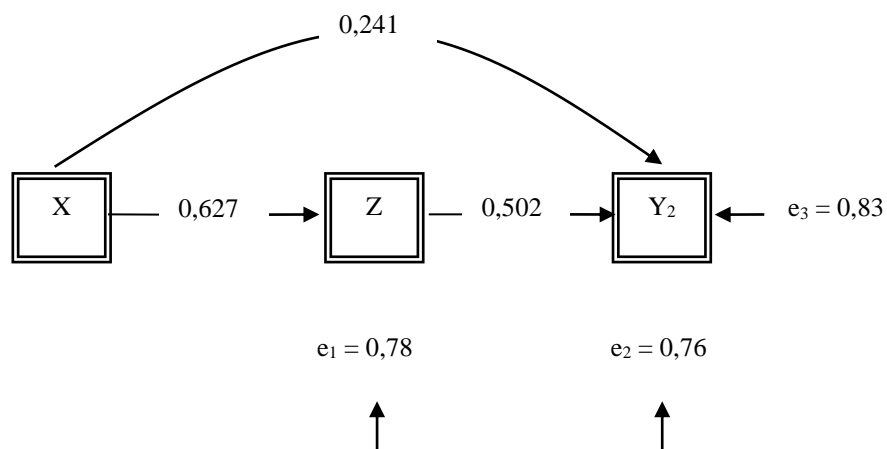 0,241
X
0,627
Z
0,502
Y₂
e₃ = 0,83
e₁ = 0,78
e₂ = 0,76